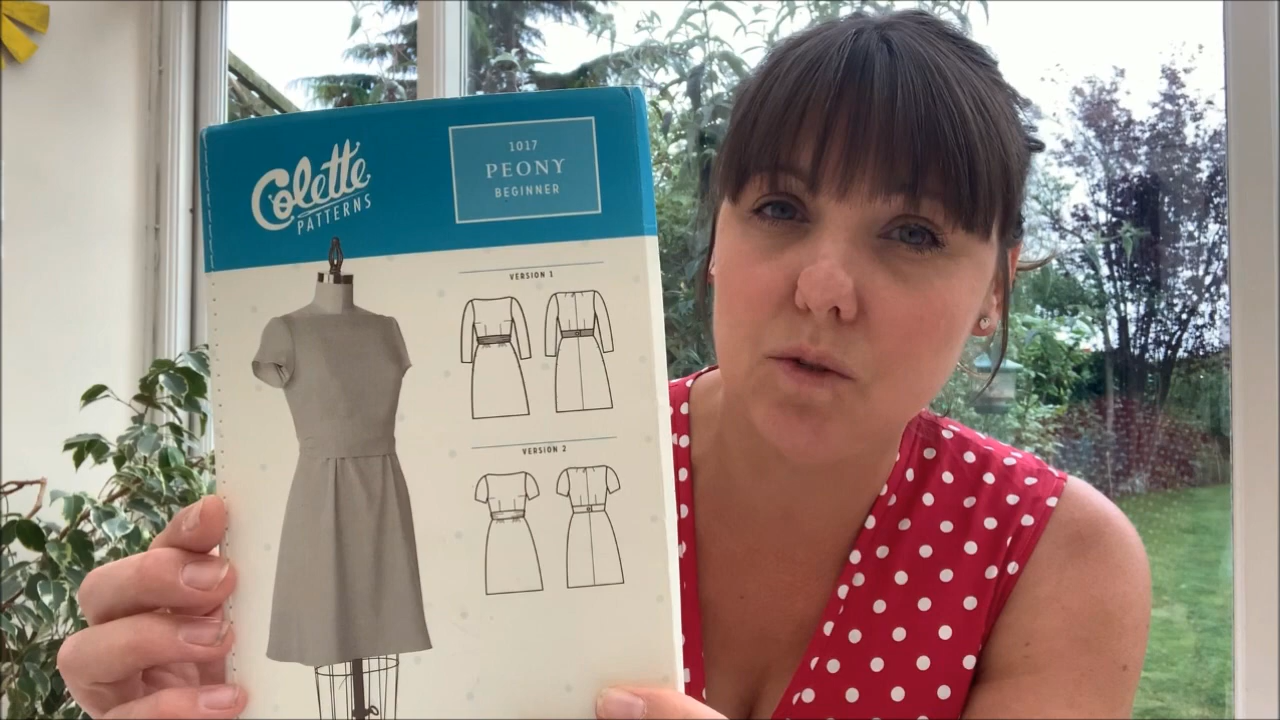 Colette
PATTERNS
1017
PEONY
BEGINNER
VERSION 1
VERSION 2